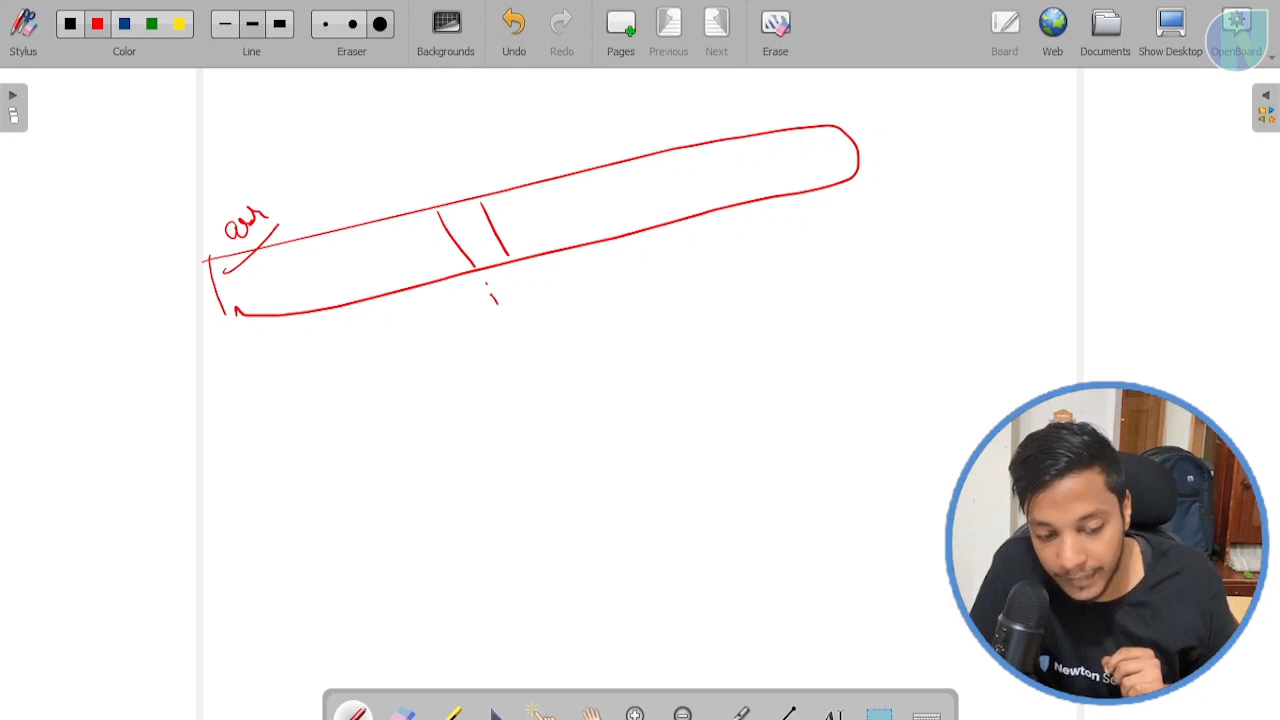 Stylus
Color
Line
Eraser
Backgrounds
Undo
Redo
Pages
Previous
Next
Erase
Board
Web
Documents
Show Desktop
OpenBoard
arr
i
Newton Sc